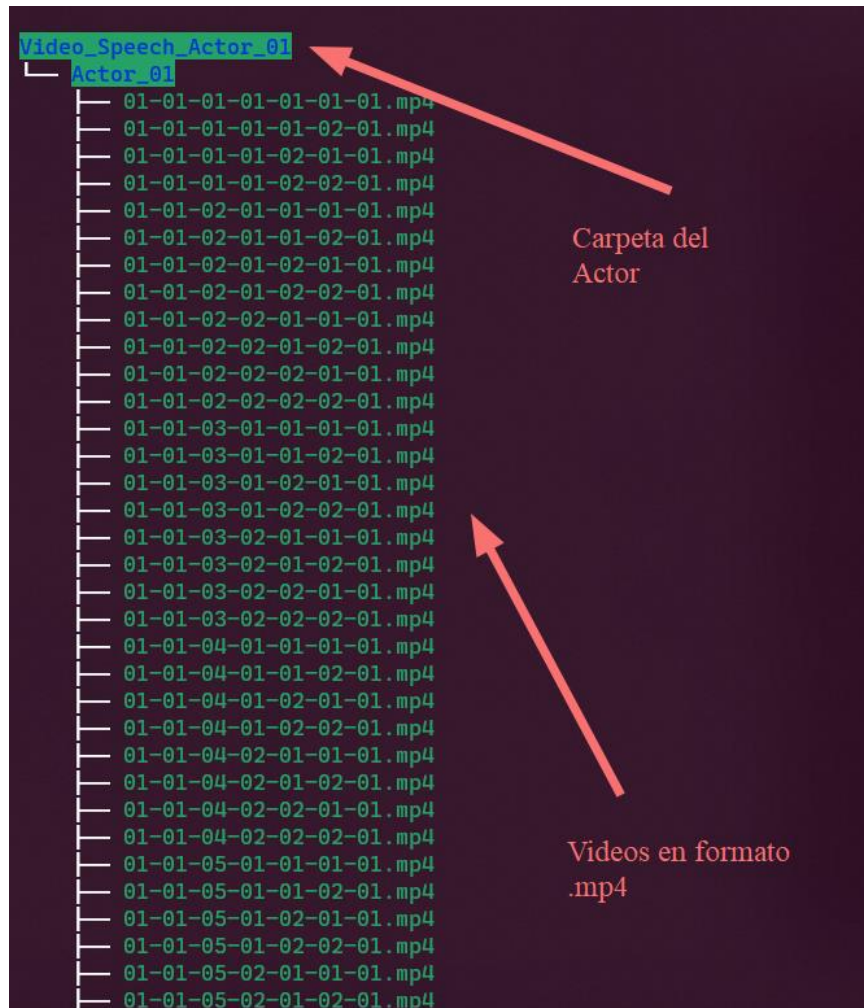 Video_Speech_Actor_01
└── Actor_01
├── 01-01-01-01-01-01-01.mp4
├── 01-01-01-01-01-02-01.mp4
├── 01-01-01-01-02-01-01.mp4
├── 01-01-01-01-02-02-01.mp4
├── 01-01-02-01-01-01-01.mp4
├── 01-01-02-01-01-02-01.mp4
Carpeta del
Actor
├── 01-01-02-01-02-01-01.mp4
├── 01-01-02-01-02-02-01.mp4
├── 01-01-02-02-01-01-01.mp4
├── 01-01-02-02-01-02-01.mp4
├── 01-01-02-02-02-01-01.mp4
├── 01-01-02-02-02-02-01.mp4
├── 01-01-03-01-01-01-01.mp4
├── 01-01-03-01-01-02-01.mp4
├── 01-01-03-01-02-01-01.mp4
├── 01-01-03-01-02-02-01.mp4
├── 01-01-03-02-01-01-01.mp4
├── 01-01-03-02-01-02-01.mp4
├── 01-01-03-02-02-01-01.mp4
├── 01-01-03-02-02-02-01.mp4
├── 01-01-04-01-01-01-01.mp4
├── 01-01-04-01-01-02-01.mp4
├── 01-01-04-01-02-01-01.mp4
├── 01-01-04-01-02-02-01.mp4
├── 01-01-04-02-01-01-01.mp4
├── 01-01-04-02-01-02-01.mp4
├── 01-01-04-02-02-01-01.mp4
├── 01-01-04-02-02-02-01.mp4
Videos en formato
.mp4
├── 01-01-05-01-01-01-01.mp4
├── 01-01-05-01-01-02-01.mp4
├── 01-01-05-01-02-01-01.mp4
├── 01-01-05-01-02-02-01.mp4
├── 01-01-05-02-01-01-01.mp4
├── 01-01-05-02-01-02-01.mp4